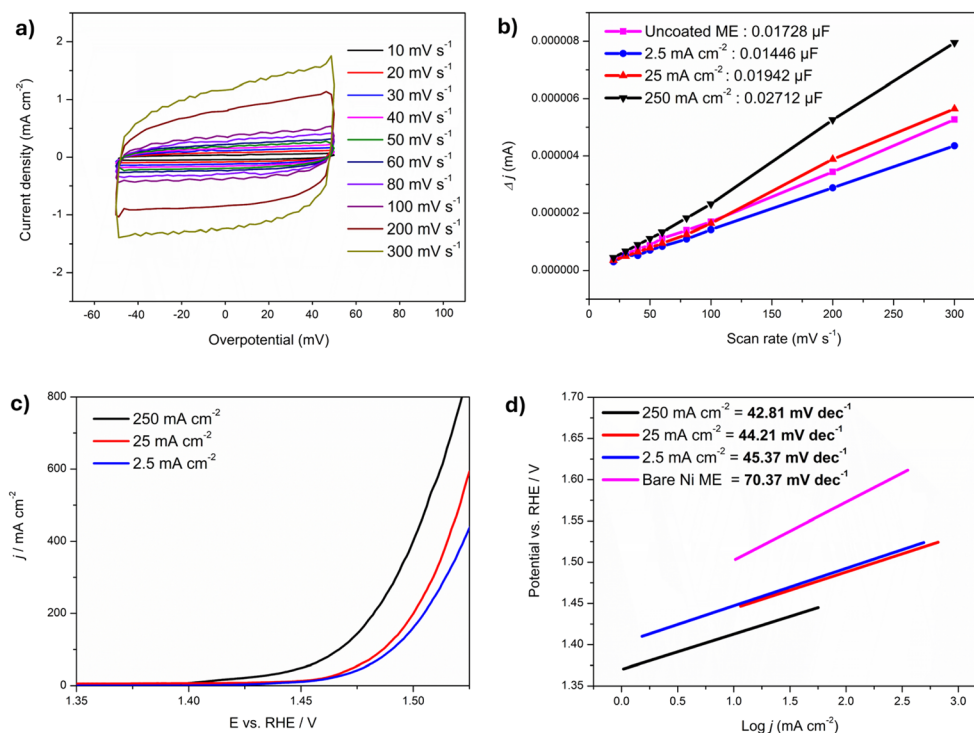 a)
Current density (mA cm⁻²)
2
1
0
-1
-2
-60
-40
-20
0
20
40
60
80
100
Overpotential (mV)
10 mV s⁻¹
20 mV s⁻¹
30 mV s⁻¹
40 mV s⁻¹
50 mV s⁻¹
60 mV s⁻¹
80 mV s⁻¹
100 mV s⁻¹
200 mV s⁻¹
300 mV s⁻¹
b)
Uncoated ME : 0.01728 µF
2.5 mA cm⁻² : 0.01446 µF
25 mA cm⁻² : 0.01942 µF
250 mA cm⁻² : 0.02712 µF
Δj (mA)
0.000008
0.000006
0.000004
0.000002
0.000000
0
50
100
150
200
250
300
Scan rate (mV s⁻¹)
c)
250 mA cm⁻²
25 mA cm⁻²
2.5 mA cm⁻²
j / mA cm⁻²
800
600
400
200
0
1.35
1.40
1.45
1.50
E vs. RHE / V
d)
250 mA cm⁻² = 42.81 mV dec⁻¹
25 mA cm⁻² = 44.21 mV dec⁻¹
2.5 mA cm⁻² = 45.37 mV dec⁻¹
Bare Ni ME = 70.37 mV dec⁻¹
Potential vs. RHE / V
1.70
1.65
1.60
1.55
1.50
1.45
1.40
1.35
0.0
0.5
1.0
1.5
2.0
2.5
3.0
Log j (mA cm⁻²)